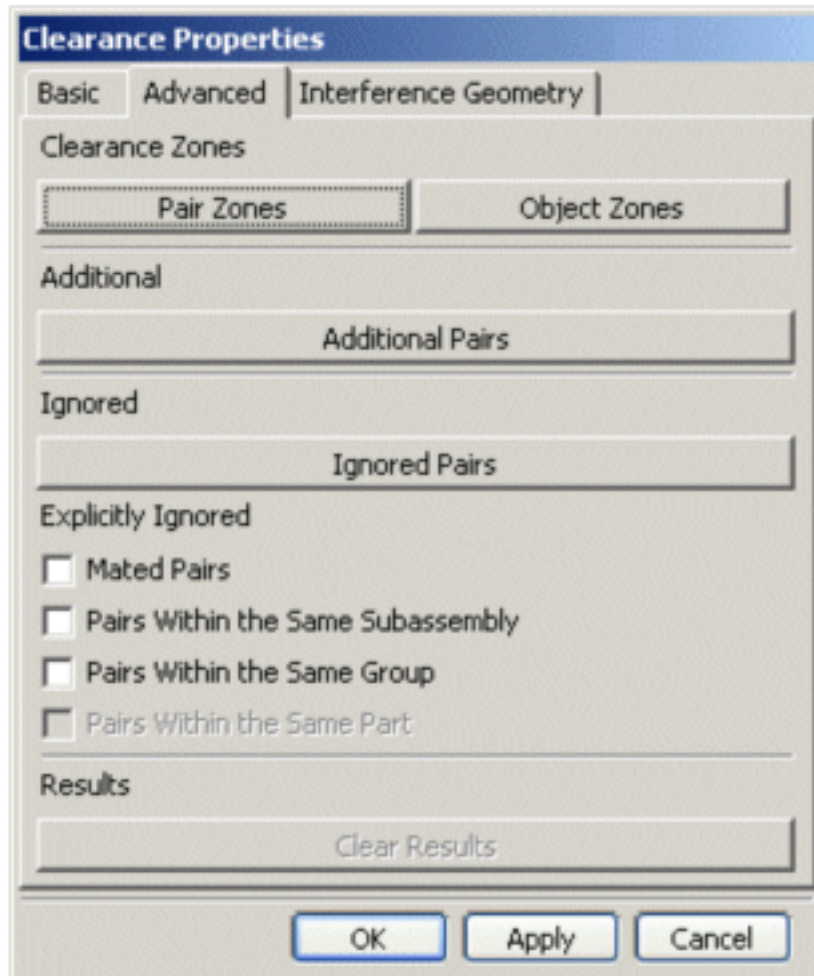 Clearance Properties
Basic Advanced Interference Geometry
Clearance Zones
Pair Zones Object Zones
Additional
Additional Pairs
Ignored
Ignored Pairs
Explicitly Ignored
Mated Pairs
Pairs Within the Same Subassembly
Pairs Within the Same Group
Pairs Within the Same Part
Results
Clear Results
OK Apply Cancel